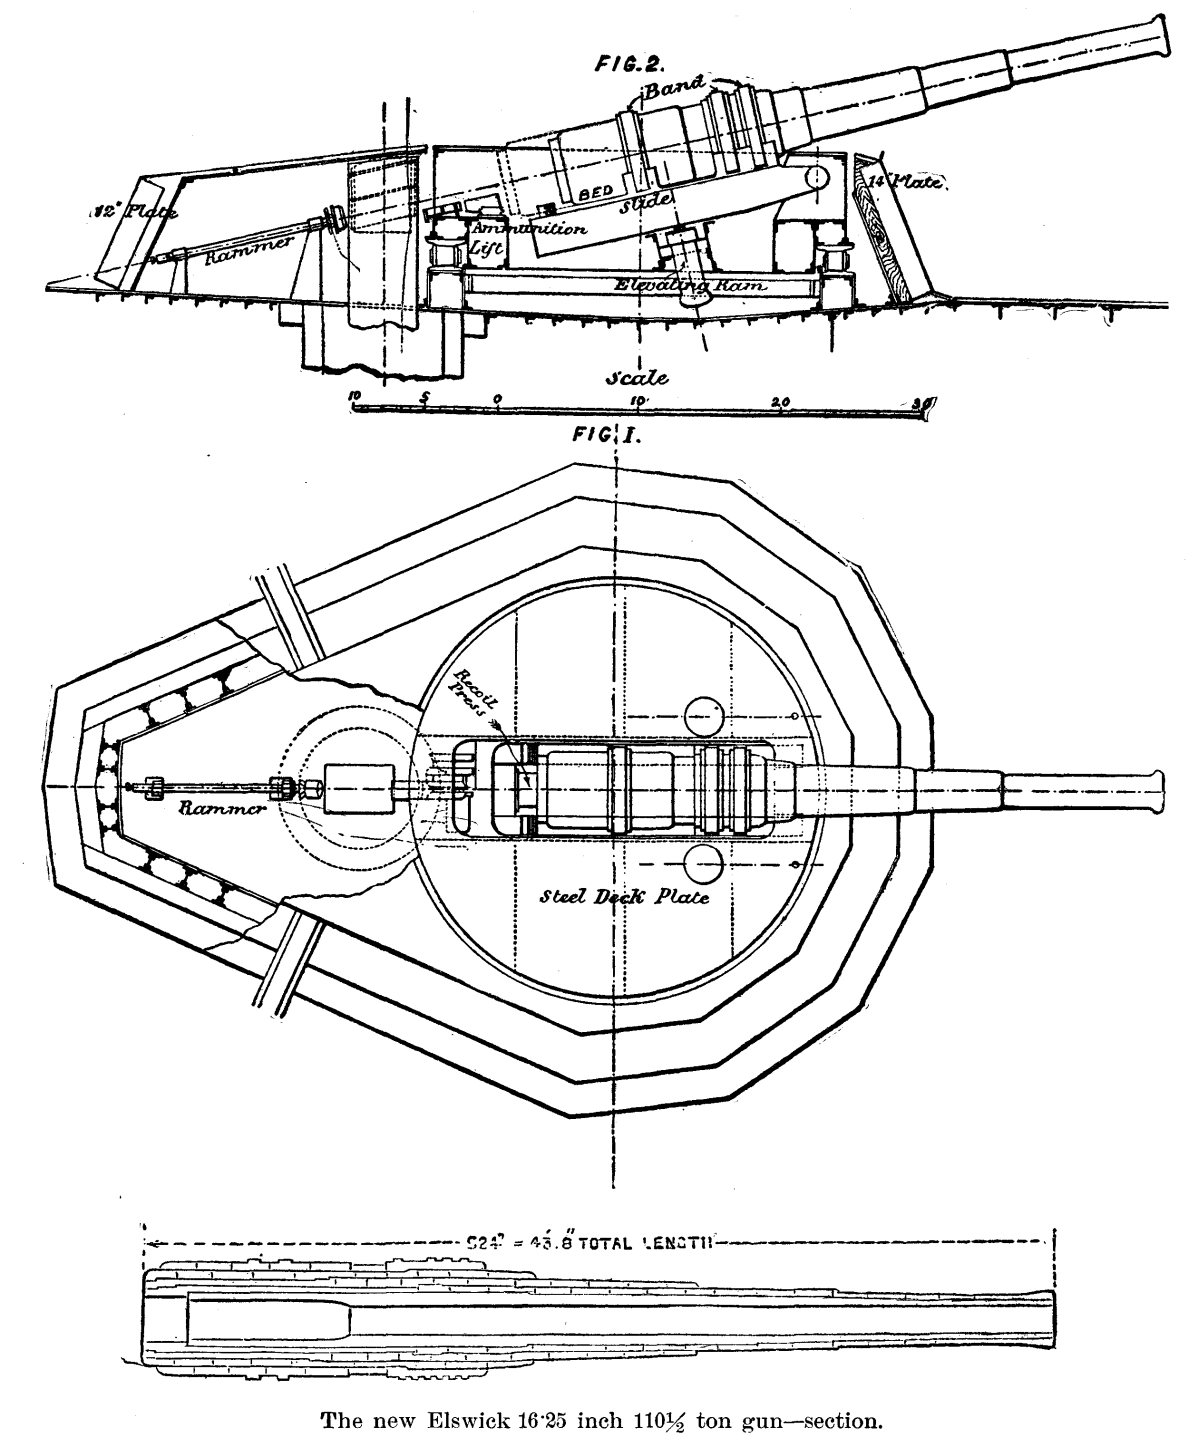 FIG. 2.
Band
12" Plate
14" Plate
BED
Slide
Rammer
Ammunition
Lift
Elevating Ram
Scale
10 5 0 10 20 30
FIG. 1.
Recoil
Press
Rammer
Steel Deck Plate
524" = 43'.8" TOTAL LENGTH
The new Elswick 16·25 inch 110½ ton gun—section.